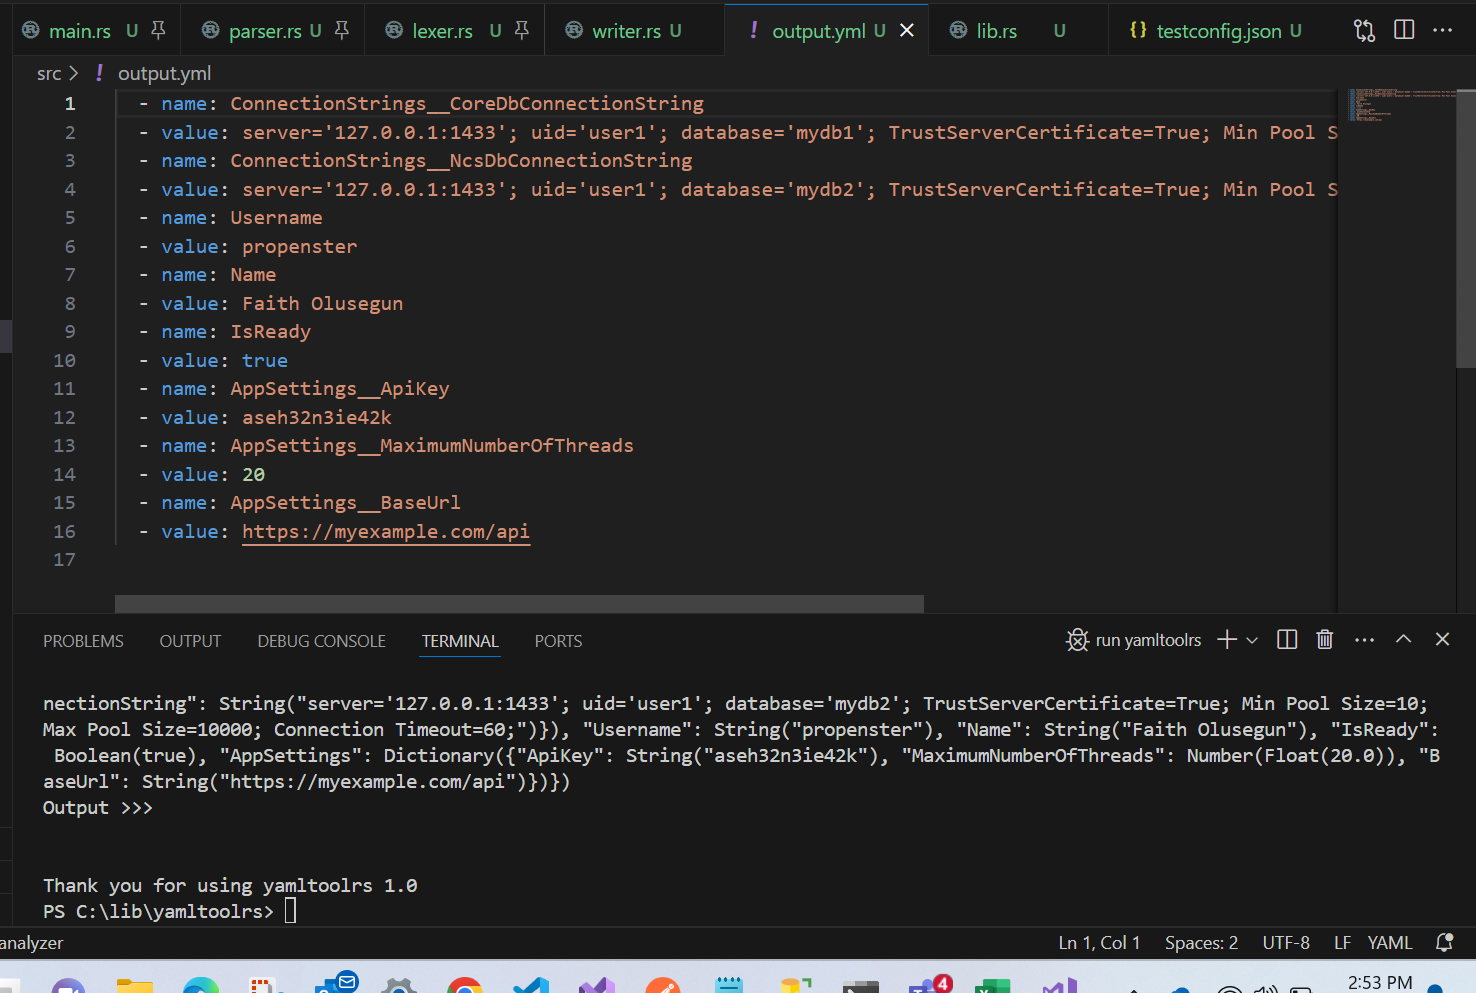 main.rs U
parser.rs U
lexer.rs U
writer.rs U
! output.yml U
lib.rs U
{} testconfig.json U
src > ! output.yml
1 - name: ConnectionStrings__CoreDbConnectionString
2 - value: server='127.0.0.1:1433'; uid='user1'; database='mydb1'; TrustServerCertificate=True; Min Pool S
3 - name: ConnectionStrings__NcsDbConnectionString
4 - value: server='127.0.0.1:1433'; uid='user1'; database='mydb2'; TrustServerCertificate=True; Min Pool S
5 - name: Username
6 - value: propenster
7 - name: Name
8 - value: Faith Olusegun
9 - name: IsReady
10 - value: true
11 - name: AppSettings__ApiKey
12 - value: aseh32n3ie42k
13 - name: AppSettings__MaximumNumberOfThreads
14 - value: 20
15 - name: AppSettings__BaseUrl
16 - value: https://myexample.com/api
17
PROBLEMS OUTPUT DEBUG CONSOLE TERMINAL PORTS
run yamltoolrs
nectionString": String("server='127.0.0.1:1433'; uid='user1'; database='mydb2'; TrustServerCertificate=True; Min Pool Size=10;
Max Pool Size=10000; Connection Timeout=60;")}), "Username": String("propenster"), "Name": String("Faith Olusegun"), "IsReady":
Boolean(true), "AppSettings": Dictionary({"ApiKey": String("aseh32n3ie42k"), "MaximumNumberOfThreads": Number(Float(20.0)), "B
aseUrl": String("https://myexample.com/api")})})
Output >>>
Thank you for using yamltoolrs 1.0
PS C:\lib\yamltoolrs>
analyzer
Ln 1, Col 1 Spaces: 2 UTF-8 LF YAML
4
2:53 PM